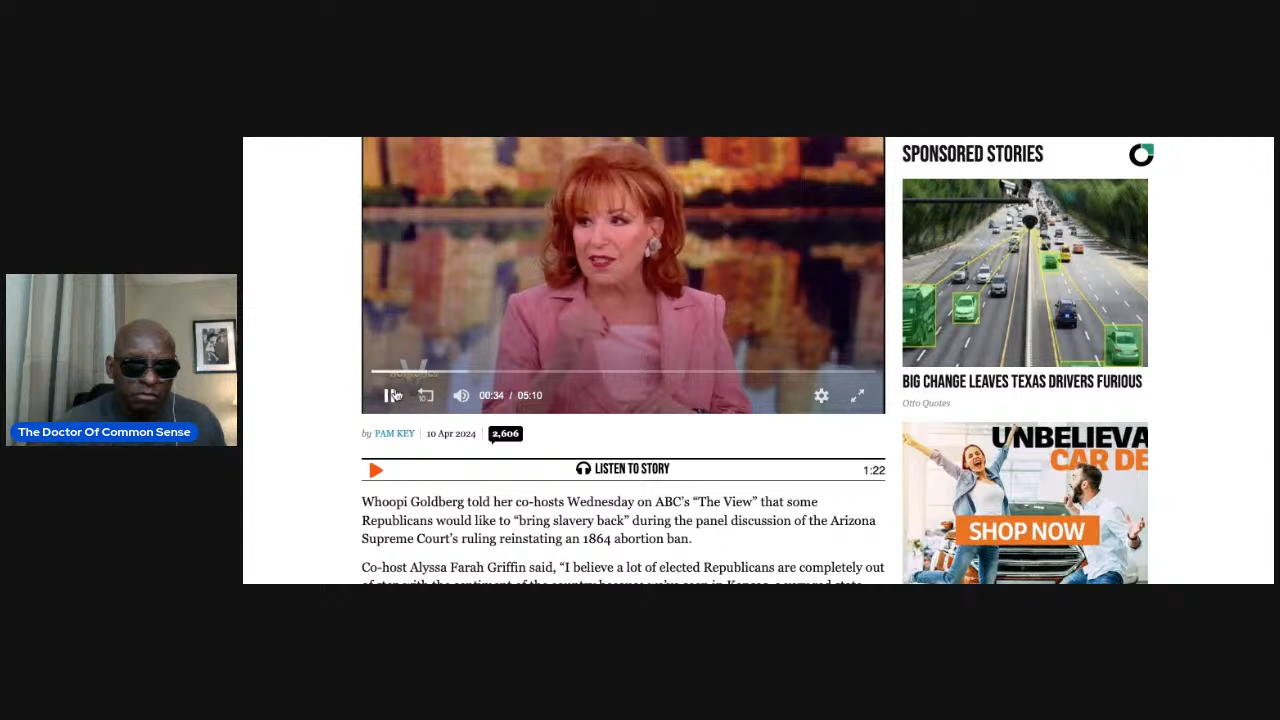 SPONSORED STORIES
00:34 / 05:10
BIG CHANGE LEAVES TEXAS DRIVERS FURIOUS
Otto Quotes
The Doctor Of Common Sense
by PAM KEY | 10 Apr 2024 | 2,606
LISTEN TO STORY
1:22
UNBELIEVA
CAR DE
SHOP NOW
Whoopi Goldberg told her co-hosts Wednesday on ABC’s “The View” that some
Republicans would like to “bring slavery back” during the panel discussion of the Arizona
Supreme Court’s ruling reinstating an 1864 abortion ban.
Co-host Alyssa Farah Griffin said, “I believe a lot of elected Republicans are completely out